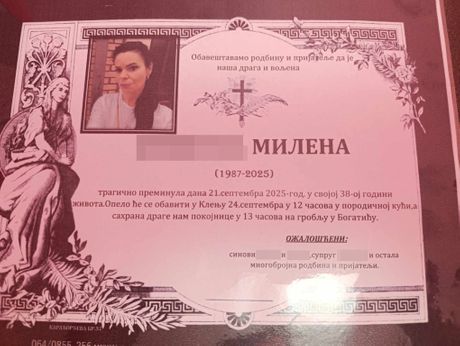 Обавештавамо родбину и пријатеље да је
наша драга и вољена
МИЛЕНА
(1987-2025)
трагично преминула дана 21.септембра 2025-год. у својој 38-ој години
живота.Опело ће се обавити у Клењу 24.септембра у 12 часова у породичној кући,а
сахрана драге нам покојнице у 13 часова на гробљу у Богатићу.
ОЖАЛОШЋЕНИ:
синови и ,супруг и остала
многобројна родбина и пријатељи.
064/0855